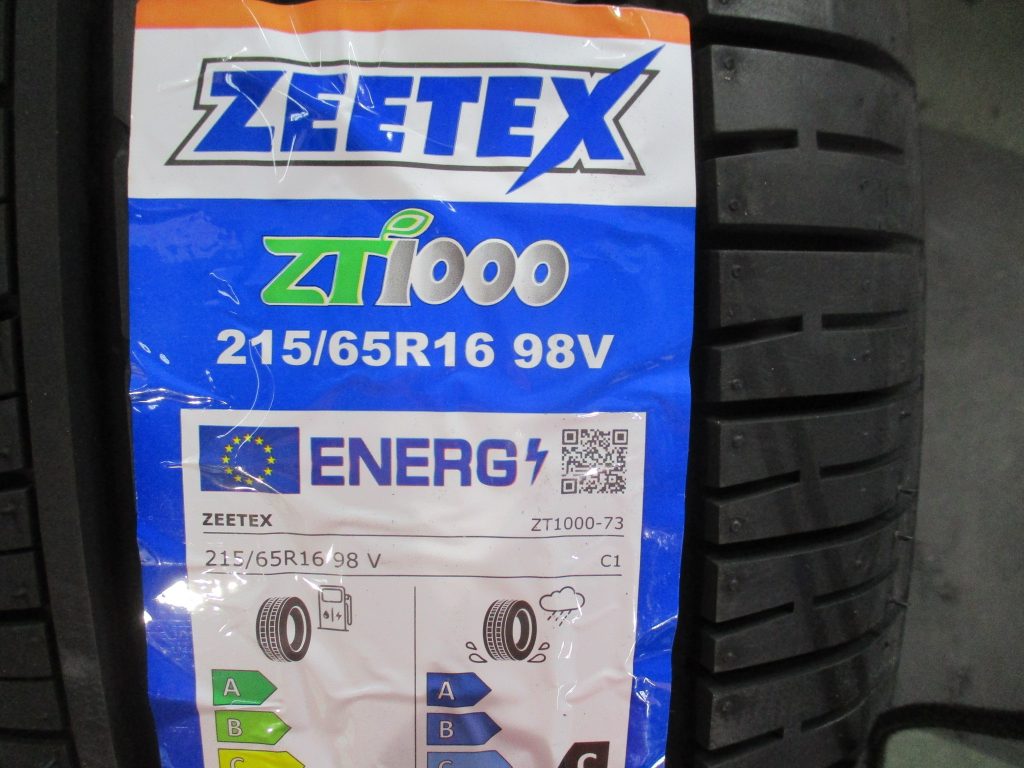 ZEETEX
ZT1000
215/65R16 98V
ENERG
ZEETEX ZT1000-73
215/65R16 98 V C1
A A
B B
C C C